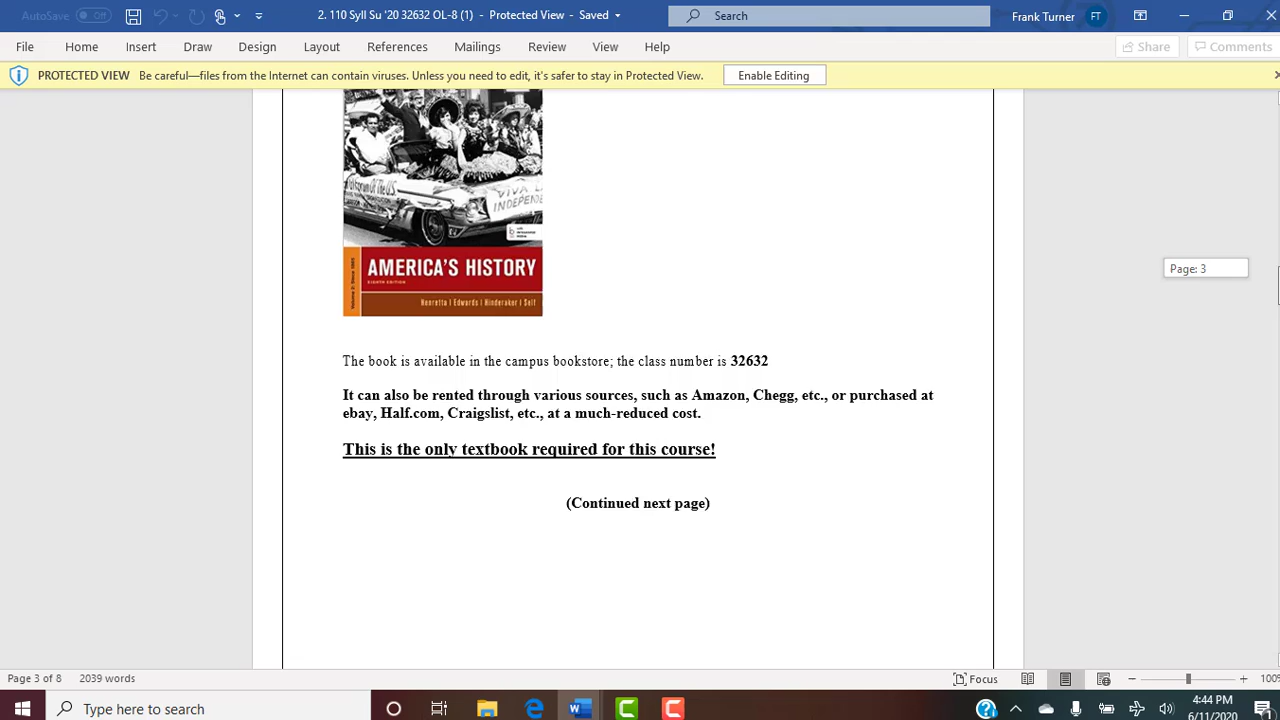 AutoSave Off 2. 110 Syll Su '20 32632 OL-8 (1) - Protected View - Saved Search Frank Turner FT
File Home Insert Draw Design Layout References Mailings Review View Help Share Comments
PROTECTED VIEW Be careful—files from the Internet can contain viruses. Unless you need to edit, it's safer to stay in Protected View. Enable Editing
VIVA L
INDEPENDE
AMERICA'S HISTORY
EIGHTH EDITION
Volume 2: Since 1865
Henretta | Edwards | Hinderaker | Self
Page: 3
The book is available in the campus bookstore; the class number is 32632
It can also be rented through various sources, such as Amazon, Chegg, etc., or purchased at
ebay, Half.com, Craigslist, etc., at a much-reduced cost.
This is the only textbook required for this course!
(Continued next page)
Page 3 of 8 2039 words Focus 100%
Type here to search
4:44 PM
6/11/2020